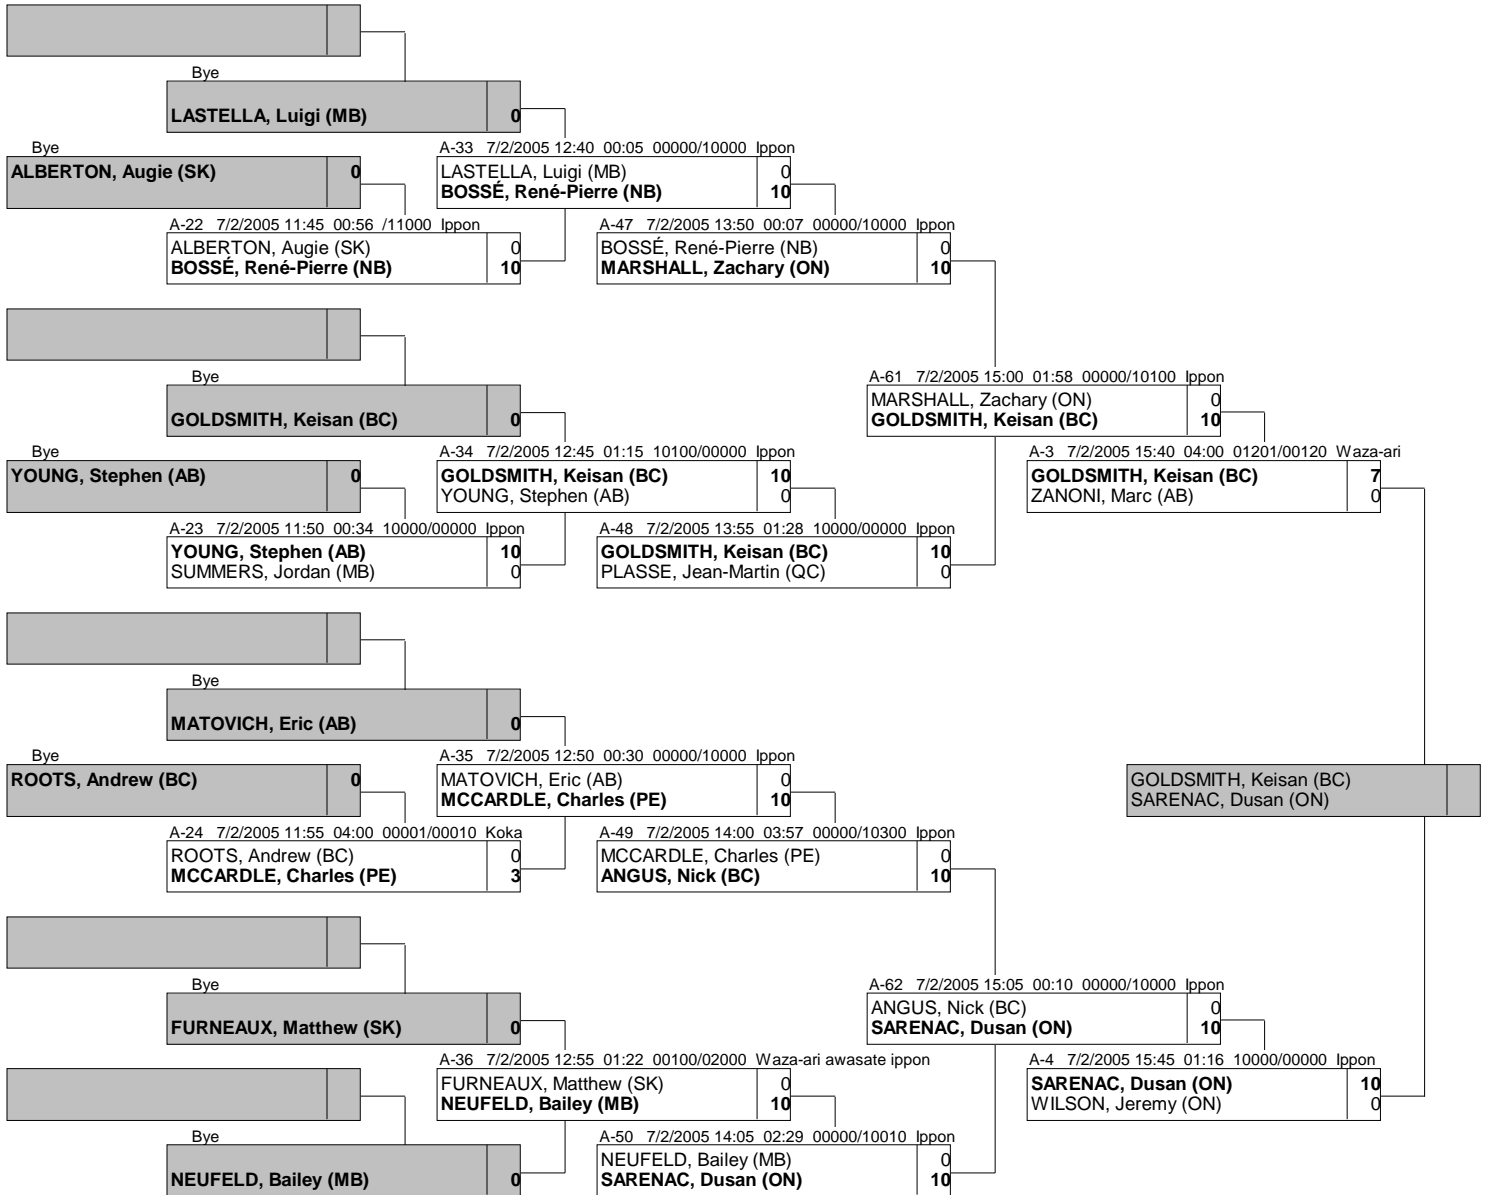 Bye
LASTELLA, Luigi (MB) 0
Bye
ALBERTON, Augie (SK) 0
A-33 7/2/2005 12:40 00:05 00000/10000 Ippon
LASTELLA, Luigi (MB) 0
BOSSÉ, René-Pierre (NB) 10
A-22 7/2/2005 11:45 00:56 /11000 Ippon
ALBERTON, Augie (SK) 0
BOSSÉ, René-Pierre (NB) 10
A-47 7/2/2005 13:50 00:07 00000/10000 Ippon
BOSSÉ, René-Pierre (NB) 0
MARSHALL, Zachary (ON) 10
Bye
GOLDSMITH, Keisan (BC) 0
A-61 7/2/2005 15:00 01:58 00000/10100 Ippon
MARSHALL, Zachary (ON) 0
GOLDSMITH, Keisan (BC) 10
Bye
YOUNG, Stephen (AB) 0
A-34 7/2/2005 12:45 01:15 10100/00000 Ippon
GOLDSMITH, Keisan (BC) 10
YOUNG, Stephen (AB) 0
A-3 7/2/2005 15:40 04:00 01201/00120 Waza-ari
GOLDSMITH, Keisan (BC) 7
ZANONI, Marc (AB) 0
A-23 7/2/2005 11:50 00:34 10000/00000 Ippon
YOUNG, Stephen (AB) 10
SUMMERS, Jordan (MB) 0
A-48 7/2/2005 13:55 01:28 10000/00000 Ippon
GOLDSMITH, Keisan (BC) 10
PLASSE, Jean-Martin (QC) 0
Bye
MATOVICH, Eric (AB) 0
Bye
ROOTS, Andrew (BC) 0
A-35 7/2/2005 12:50 00:30 00000/10000 Ippon
MATOVICH, Eric (AB) 0
MCCARDLE, Charles (PE) 10
GOLDSMITH, Keisan (BC)
SARENAC, Dusan (ON)
A-24 7/2/2005 11:55 04:00 00001/00010 Koka
ROOTS, Andrew (BC) 0
MCCARDLE, Charles (PE) 3
A-49 7/2/2005 14:00 03:57 00000/10300 Ippon
MCCARDLE, Charles (PE) 0
ANGUS, Nick (BC) 10
Bye
FURNEAUX, Matthew (SK) 0
A-62 7/2/2005 15:05 00:10 00000/10000 Ippon
ANGUS, Nick (BC) 0
SARENAC, Dusan (ON) 10
A-36 7/2/2005 12:55 01:22 00100/02000 Waza-ari awasate ippon
FURNEAUX, Matthew (SK) 0
NEUFELD, Bailey (MB) 10
A-4 7/2/2005 15:45 01:16 10000/00000 Ippon
SARENAC, Dusan (ON) 10
WILSON, Jeremy (ON) 0
Bye
NEUFELD, Bailey (MB) 0
A-50 7/2/2005 14:05 02:29 00000/10010 Ippon
NEUFELD, Bailey (MB) 0
SARENAC, Dusan (ON) 10